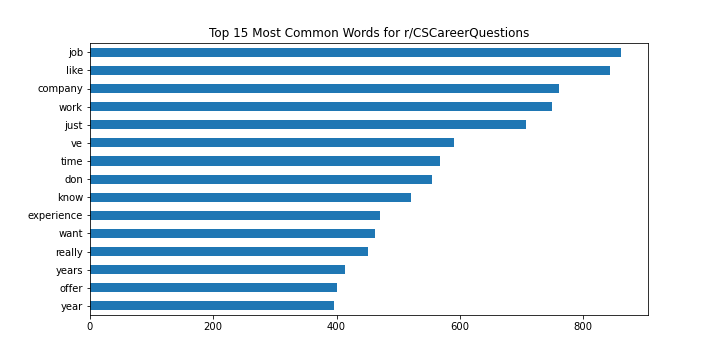 Top 15 Most Common Words for r/CSCareerQuestions
job
like
company
work
just
ve
time
don
know
experience
want
really
years
offer
year
0 200 400 600 800